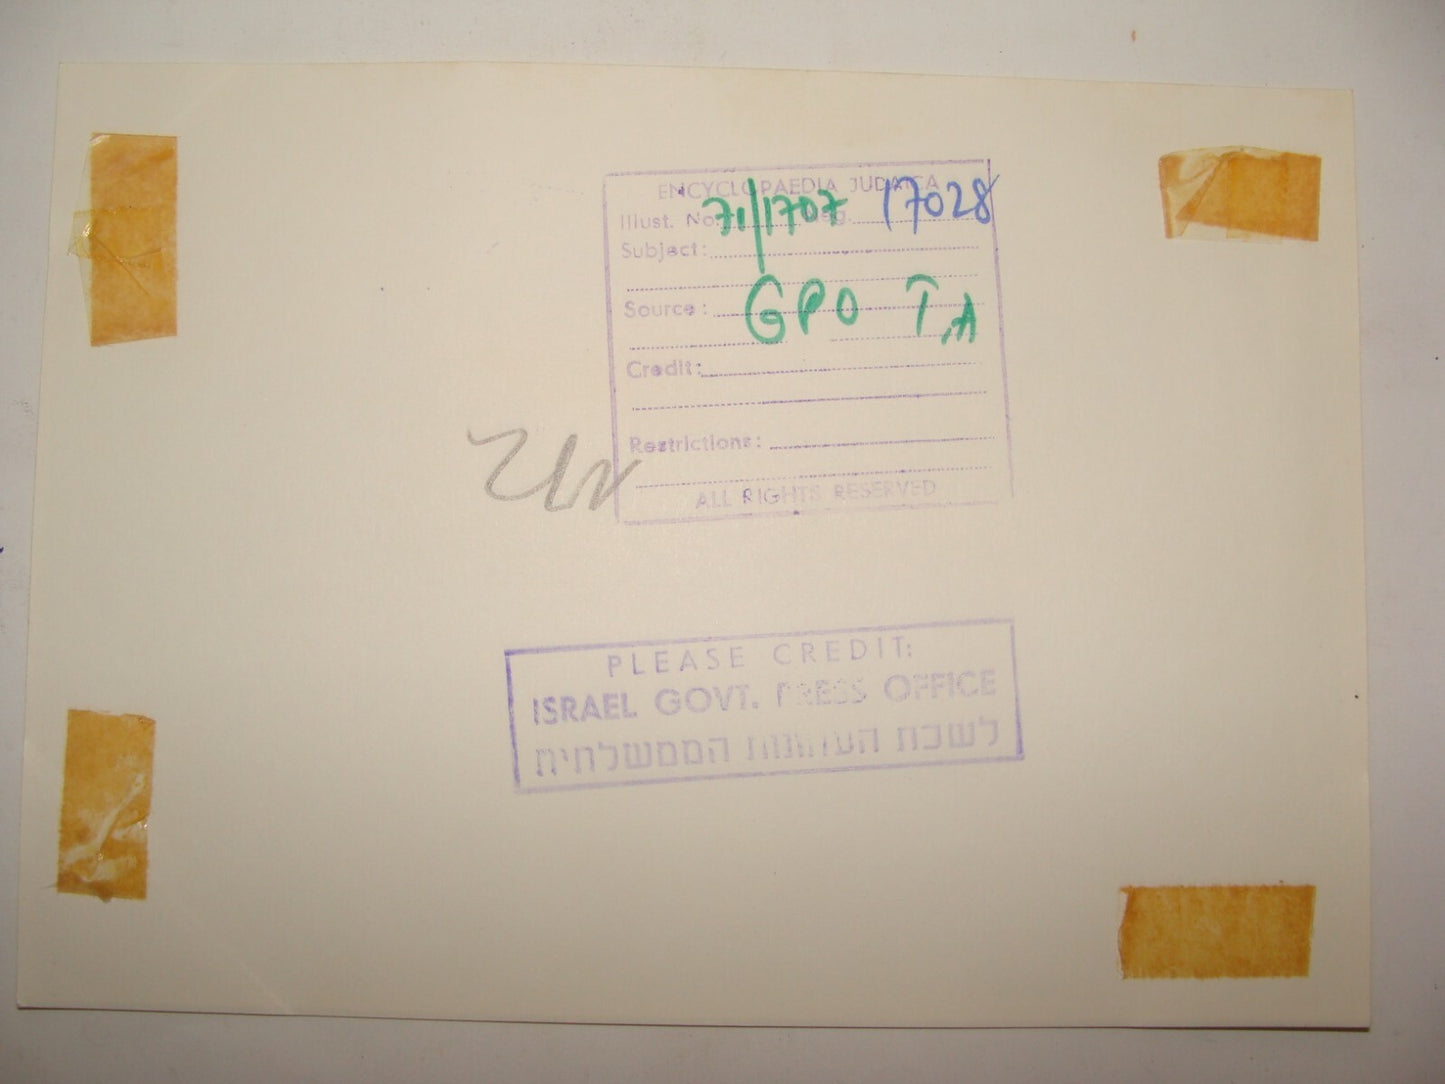 ENCYCLOPAEDIA JUDAICA
Illust. No. 71/1707 Neg. 17028
Subject:
Source: GPO T.A
Credit:
Restrictions:
ALL RIGHTS RESERVED
PLEASE CREDIT:
ISRAEL GOVT. PRESS OFFICE
לשכת העתונות הממשלתית